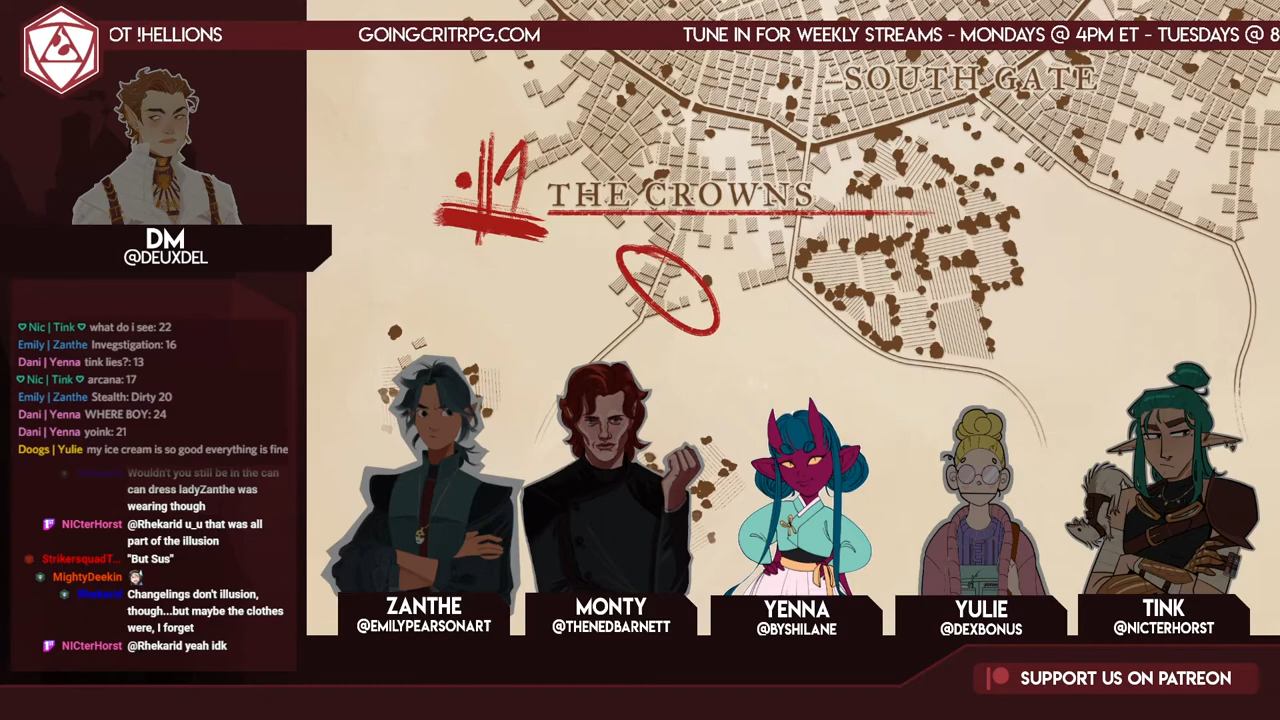 OT !HELLIONS
GOINGCRITRPG.COM
TUNE IN FOR WEEKLY STREAMS - MONDAYS @ 4PM ET - TUESDAYS @ 8
SOUTH GATE
THE CROWNS
DM
@DEUXDEL
Nic | Tink what do i see: 22
Emily | Zanthe Invegstigation: 16
Dani | Yenna tink lies?: 13
Nic | Tink arcana: 17
Emily | Zanthe Stealth: Dirty 20
Dani | Yenna WHERE BOY: 24
Dani | Yenna yoink: 21
Doogs | Yulie my ice cream is so good everything is fine
Wouldn't you still be in the can
can dress ladyZanthe was
wearing though
NICterHorst @Rhekarid u_u that was all
part of the illusion
StrikersquadT... "But Sus"
MightyDeekin
Rhekarid Changelings don't illusion,
though...but maybe the clothes
were, I forget
NICterHorst @Rhekarid yeah idk
ZANTHE
@EMILYPEARSONART
MONTY
@THENEDBARNETT
YENNA
@BYSHILANE
YULIE
@DEXBONUS
TINK
@NICTERHORST
SUPPORT US ON PATREON